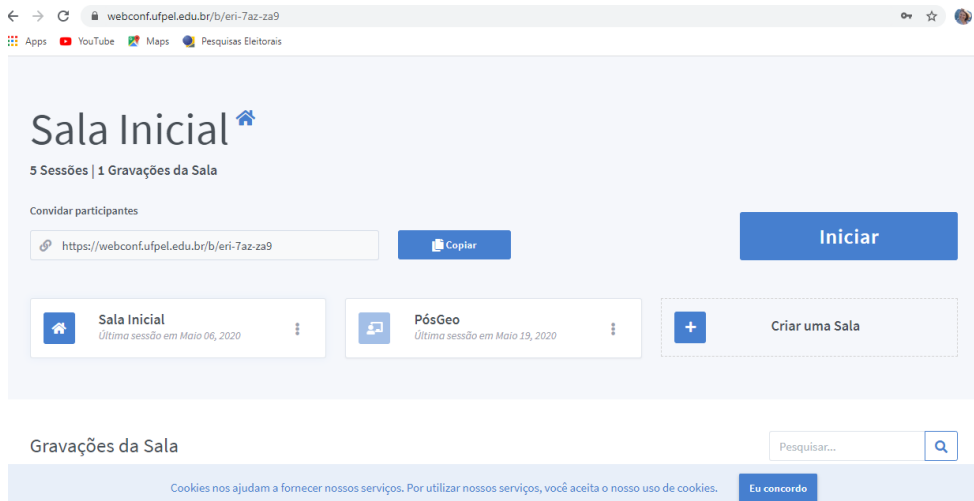 webconf.ufpel.edu.br/b/eri-7az-za9
Apps YouTube Maps Pesquisas Eleitorais
Sala Inicial
5 Sessões | 1 Gravações da Sala
Convidar participantes
https://webconf.ufpel.edu.br/b/eri-7az-za9
Copiar
Iniciar
Sala Inicial
Última sessão em Maio 06, 2020
PósGeo
Última sessão em Maio 19, 2020
Criar uma Sala
Gravações da Sala
Pesquisar...
Cookies nos ajudam a fornecer nossos serviços. Por utilizar nossos serviços, você aceita o nosso uso de cookies.
Eu concordo